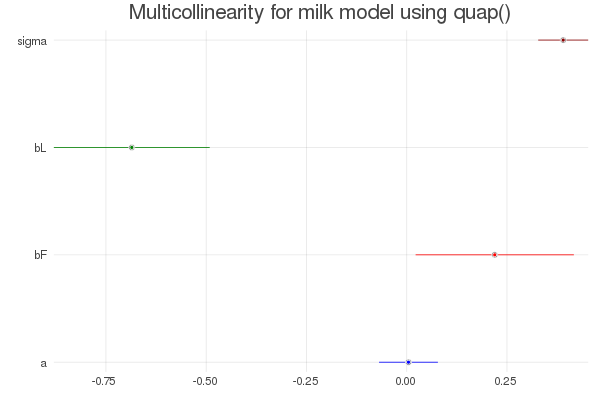 Multicollinearity for milk model using quap()
sigma
bL
bF
a
-0.75 -0.50 -0.25 0.00 0.25